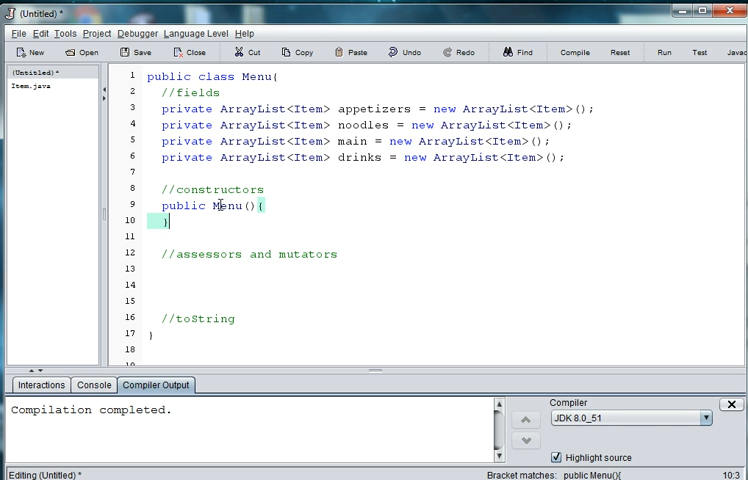 (Untitled) *
File Edit Tools Project Debugger Language Level Help
New Open Save Close Cut Copy Paste Undo Redo Find Compile Reset Run Test Javac
(Untitled) *
Item.java
1 public class Menu{
2 //fields
3 private ArrayList<Item> appetizers = new ArrayList<Item>();
4 private ArrayList<Item> noodles = new ArrayList<Item>();
5 private ArrayList<Item> main = new ArrayList<Item>();
6 private ArrayList<Item> drinks = new ArrayList<Item>();
7
8 //constructors
9 public Menu(){
10 }
11
12 //assessors and mutators
13
14
15
16 //toString
17 }
18
Interactions Console Compiler Output
Compilation completed.
Compiler
JDK 8.0_51
Highlight source
Editing (Untitled) * Bracket matches: public Menu(){ 10:3